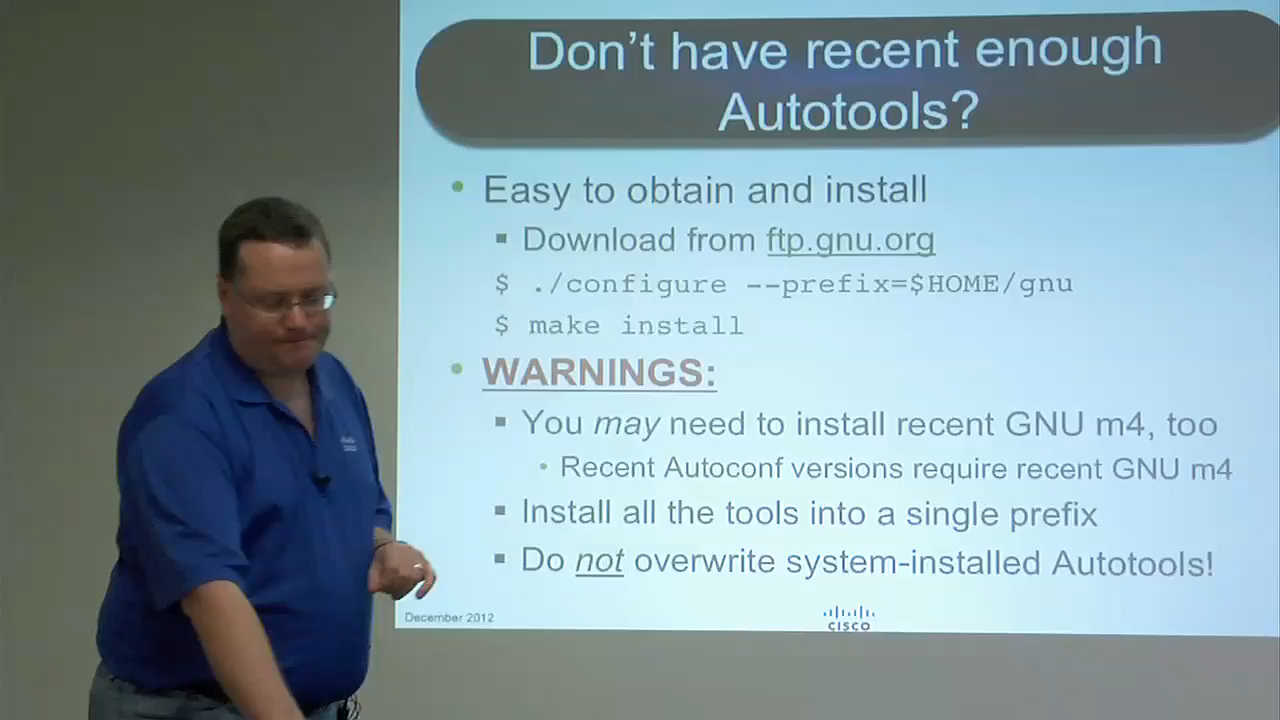 Don't have recent enough
Autotools?
• Easy to obtain and install
▪ Download from ftp.gnu.org
$ ./configure --prefix=$HOME/gnu
$ make install
• WARNINGS:
▪ You may need to install recent GNU m4, too
• Recent Autoconf versions require recent GNU m4
▪ Install all the tools into a single prefix
▪ Do not overwrite system-installed Autotools!
December 2012
CISCO